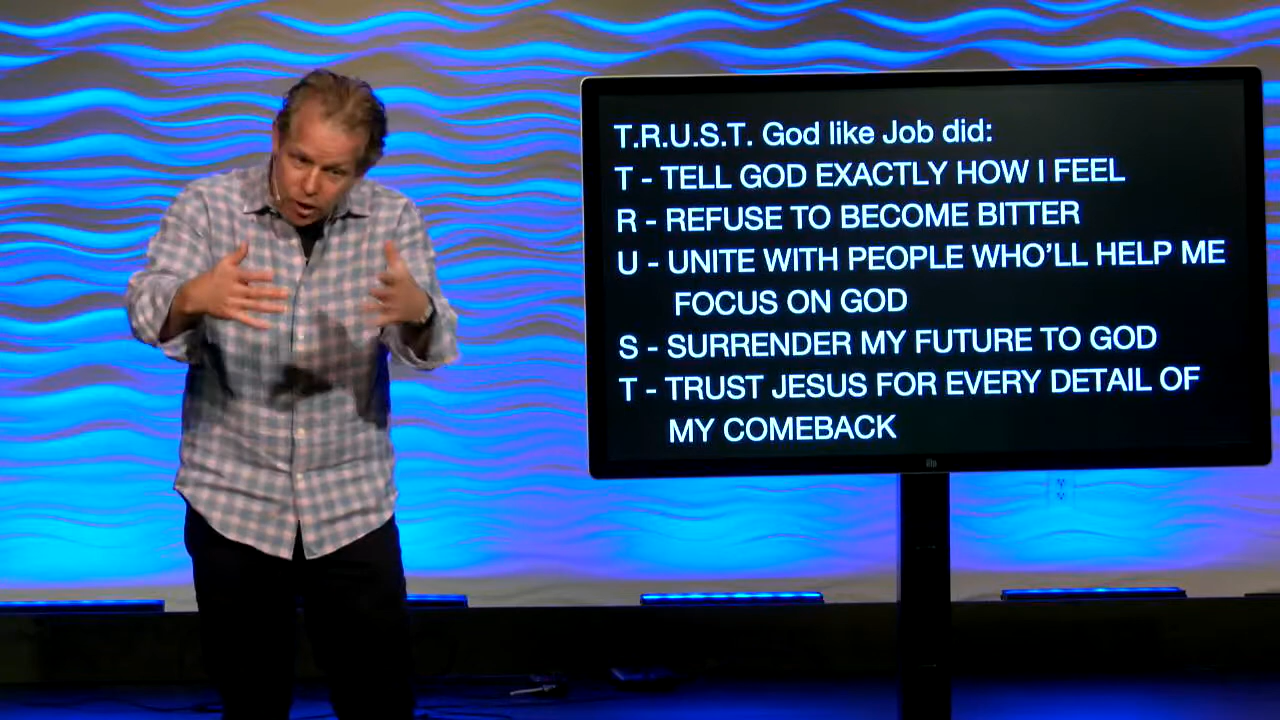 T.R.U.S.T. God like Job did:
T - TELL GOD EXACTLY HOW I FEEL
R - REFUSE TO BECOME BITTER
U - UNITE WITH PEOPLE WHO'LL HELP ME
FOCUS ON GOD
S - SURRENDER MY FUTURE TO GOD
T - TRUST JESUS FOR EVERY DETAIL OF
MY COMEBACK
elo